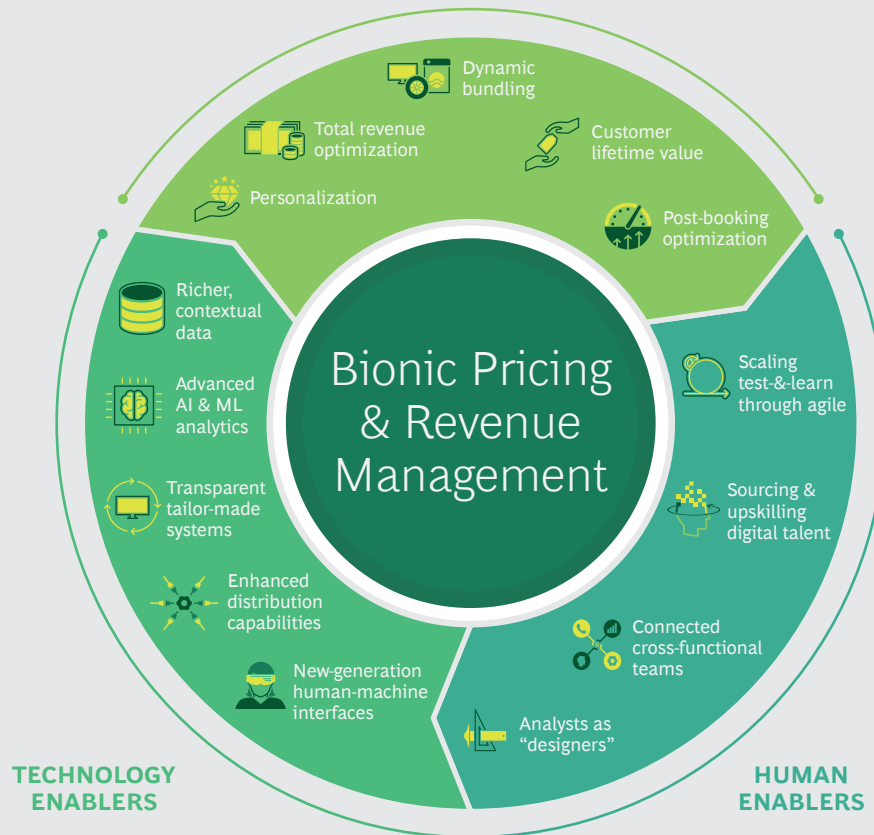 Dynamic
bundling
Total revenue
optimization
Customer
lifetime value
Personalization
Post-booking
optimization
Richer,
contextual
data
Advanced
AI & ML
analytics
Transparent
tailor-made
systems
Enhanced
distribution
capabilities
New-generation
human-machine
interfaces
Bionic Pricing
& Revenue
Management
Scaling
test-&-learn
through agile
Sourcing &
upskilling
digital talent
Connected
cross-functional
teams
Analysts as
“designers”
TECHNOLOGY
ENABLERS
HUMAN
ENABLERS